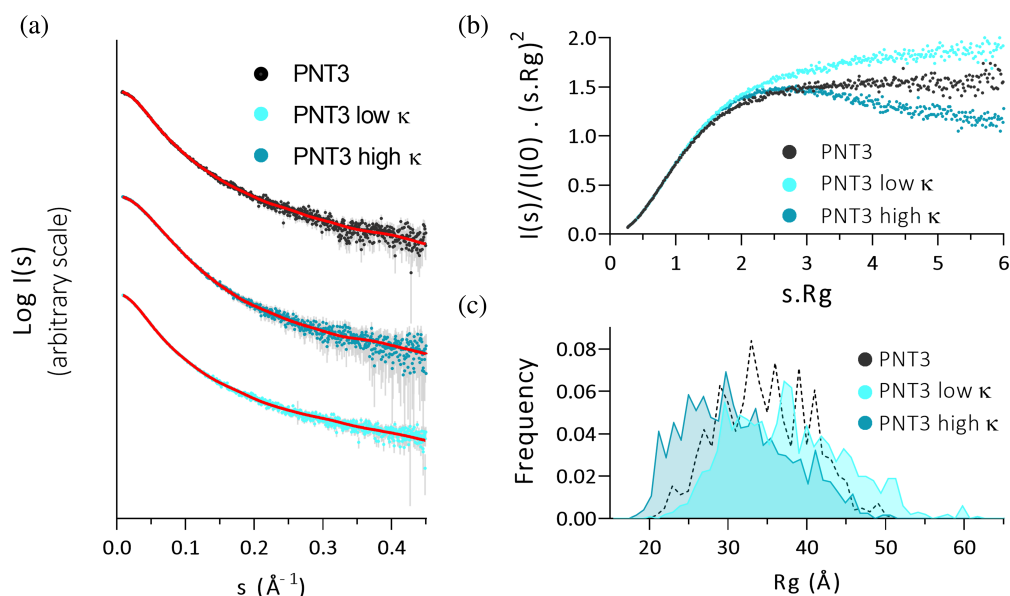 (a)
PNT3
PNT3 low κ
PNT3 high κ
Log I(s)
(arbitrary scale)
0.0 0.1 0.2 0.3 0.4
s (Å⁻¹)
(b)
I(s)/(I(0) . (s.Rg)²
2.0
1.5
1.0
0.5
0.0
PNT3
PNT3 low κ
PNT3 high κ
0 1 2 3 4 5 6
s.Rg
(c)
Frequency
0.08
0.06
0.04
0.02
0.00
PNT3
PNT3 low κ
PNT3 high κ
20 30 40 50 60
Rg (Å)